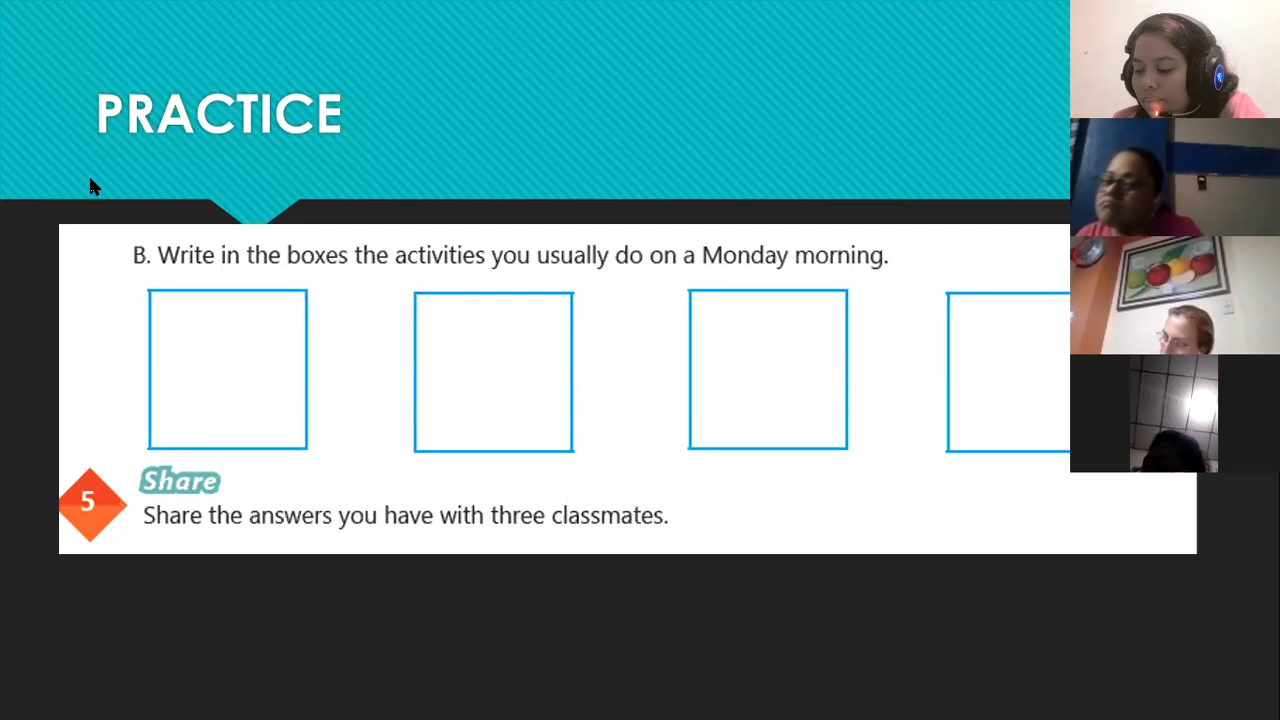 PRACTICE
B. Write in the boxes the activities you usually do on a Monday morning.
Share
5
Share the answers you have with three classmates.